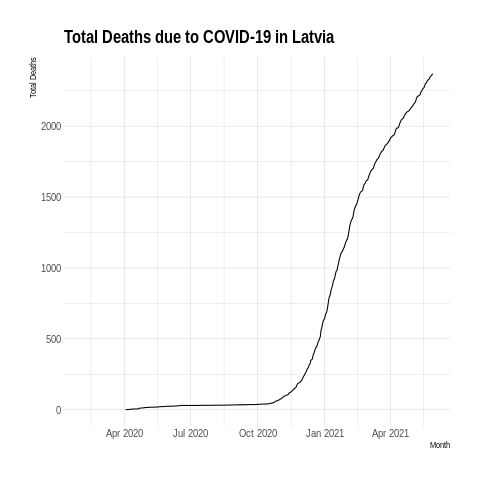 Total Deaths due to COVID-19 in Latvia
Total Deaths
2000
1500
1000
500
0
Apr 2020 Jul 2020 Oct 2020 Jan 2021 Apr 2021
Month